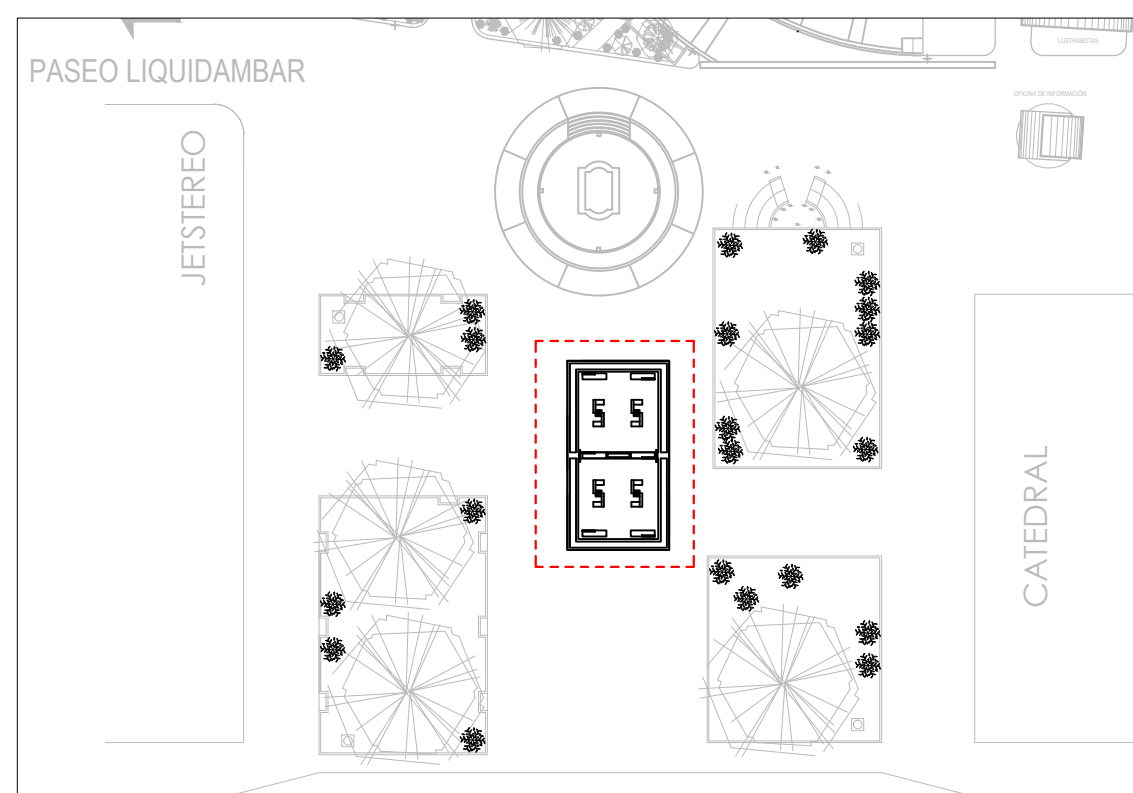 LUSTRABOTAS
PASEO LIQUIDAMBAR
OFICINA DE INFORMACIÓN
JETSTEREO
CATEDRAL